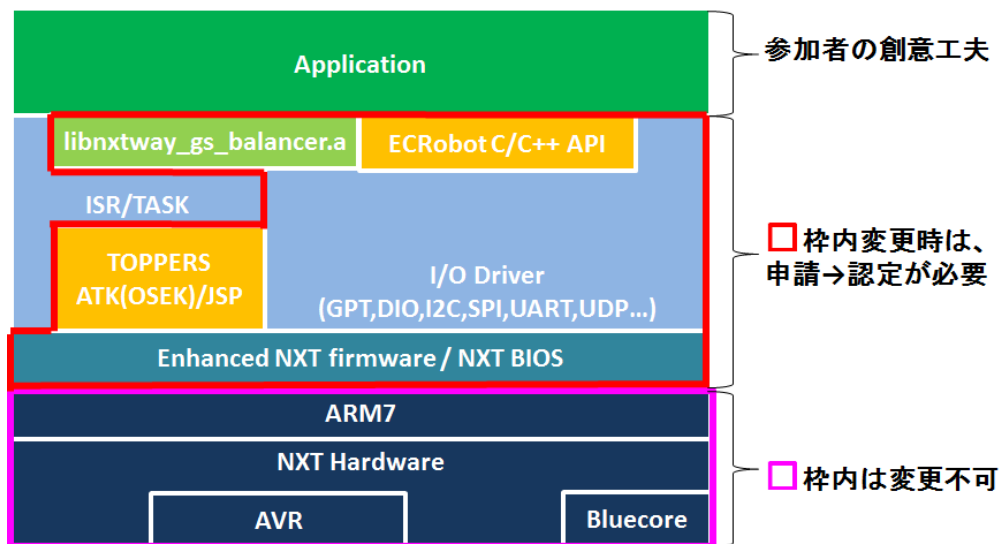 Application
参加者の創意工夫
libnxtway_gs_balancer.a
ECRobot C/C++ API
ISR/TASK
TOPPERS
ATK(OSEK)/JSP
I/O Driver
(GPT,DIO,I2C,SPI,UART,UDP...)
枠内変更時は、
申請→認定が必要
Enhanced NXT firmware / NXT BIOS
ARM7
NXT Hardware
AVR
Bluecore
枠内は変更不可